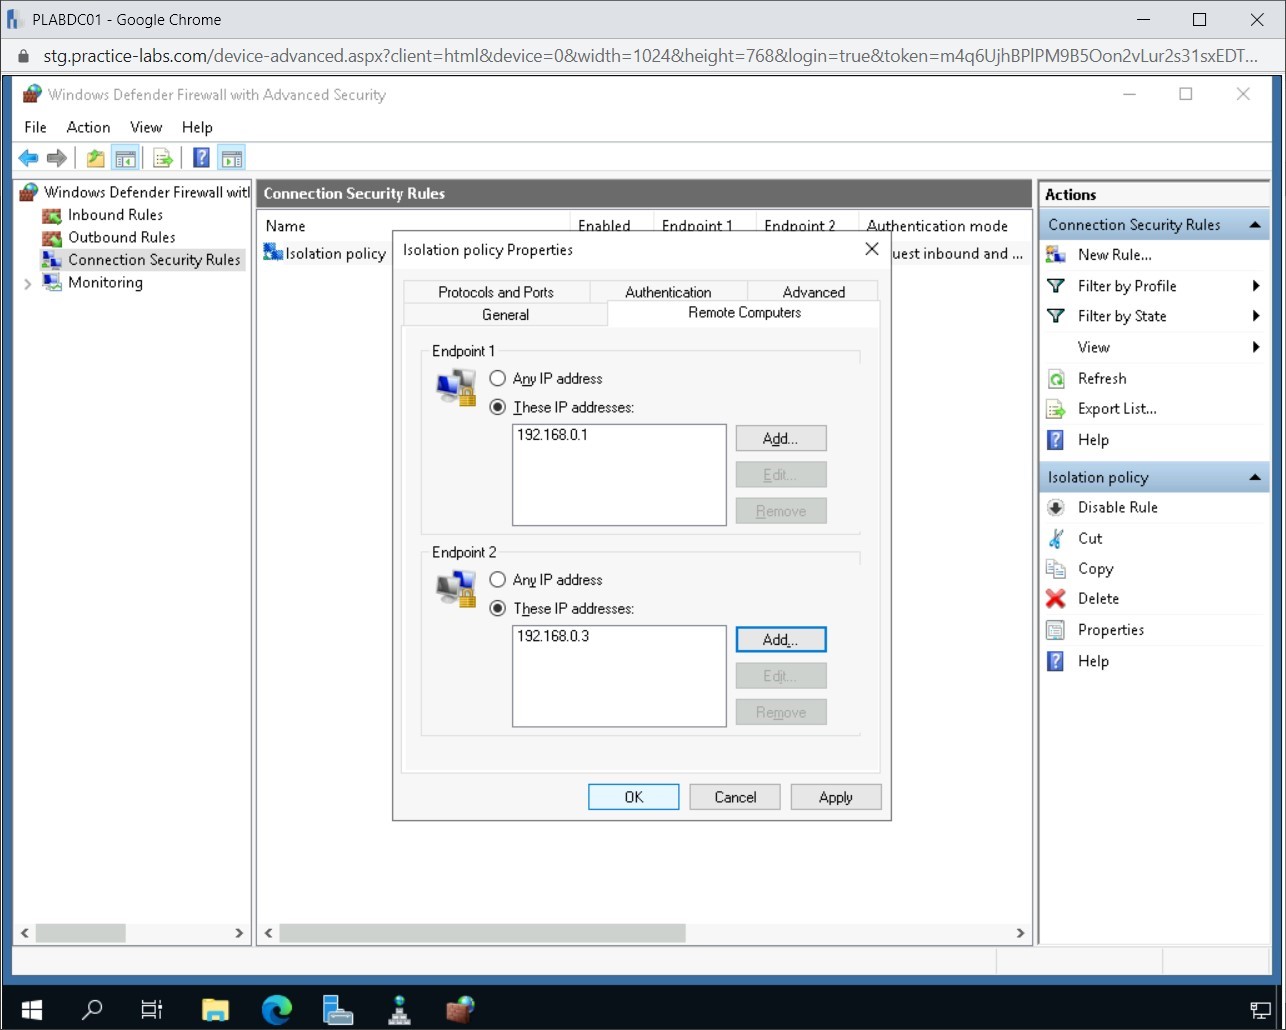 PLABDC01 - Google Chrome
stg.practice-labs.com/device-advanced.aspx?client=html&device=0&width=1024&height=768&login=true&token=m4q6UjhBPlPM9B5Oon2vLur2s31sxEDT...
Windows Defender Firewall with Advanced Security
File Action View Help
Windows Defender Firewall witl
Inbound Rules
Outbound Rules
Connection Security Rules
Monitoring
Connection Security Rules
Name Enabled Endpoint 1 Endpoint 2 Authentication mode
Isolation policy uest inbound and ...
Isolation policy Properties
Protocols and Ports Authentication Advanced
General Remote Computers
Endpoint 1
Any IP address
These IP addresses:
192.168.0.1
Add...
Edit...
Remove
Endpoint 2
Any IP address
These IP addresses:
192.168.0.3
Add...
Edit...
Remove
OK Cancel Apply
Actions
Connection Security Rules
New Rule...
Filter by Profile
Filter by State
View
Refresh
Export List...
Help
Isolation policy
Disable Rule
Cut
Copy
Delete
Properties
Help